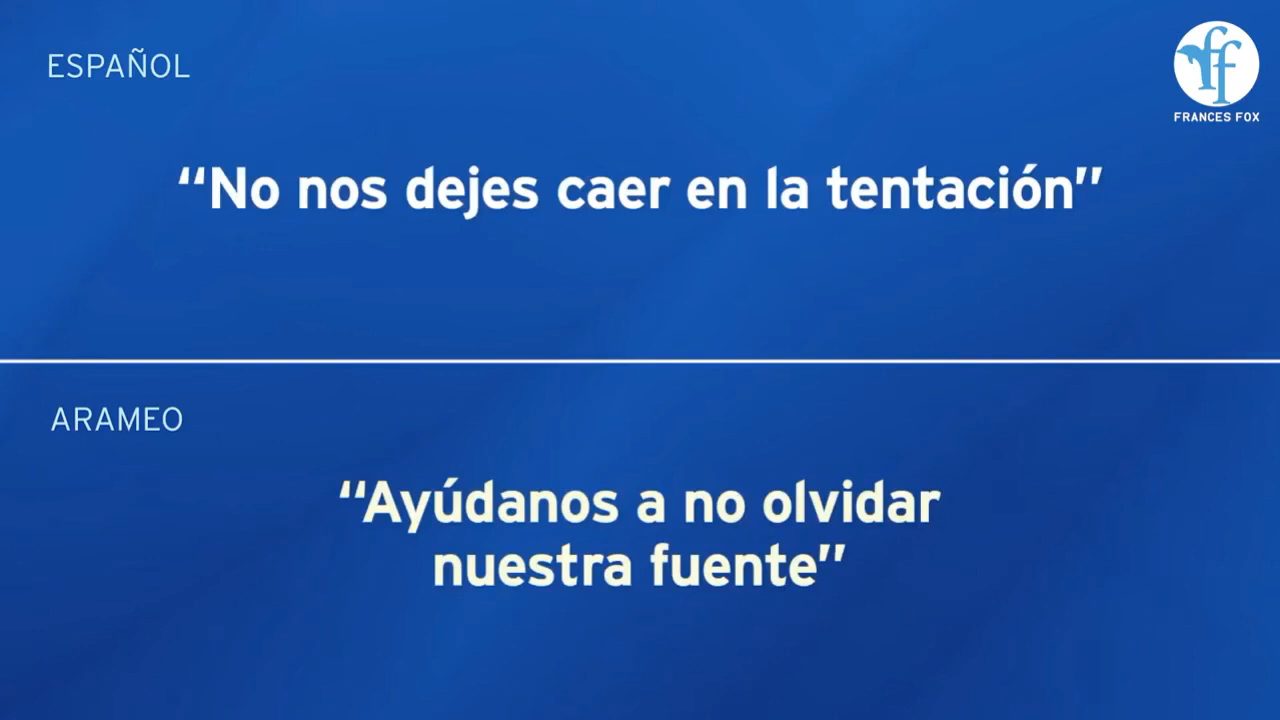 ESPAÑOL
FRANCES FOX
“No nos dejes caer en la tentación”
ARAMEO
“Ayúdanos a no olvidar
nuestra fuente”